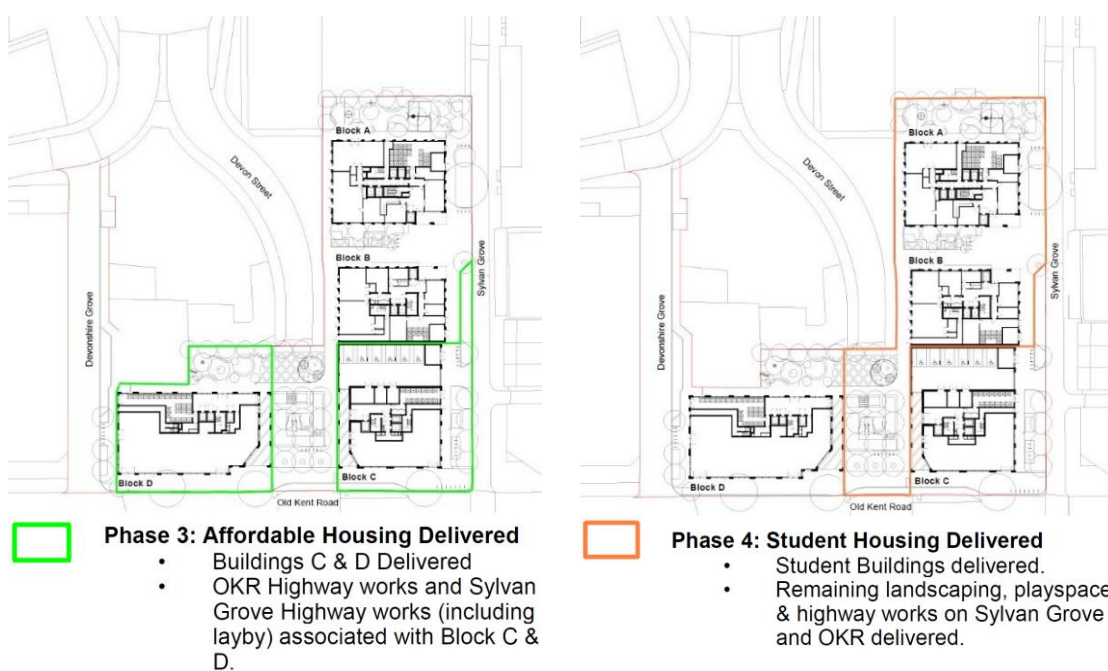 Block A
Devon Street
Block B
Sylvan Grove
Devonshire Grove
Block C
Block D
Old Kent Road
Phase 3: Affordable Housing Delivered
• Buildings C & D Delivered
• OKR Highway works and Sylvan
Grove Highway works (including
layby) associated with Block C &
D.
Block A
Devon Street
Block B
Sylvan Grove
Devonshire Grove
Block C
Block D
Old Kent Road
Phase 4: Student Housing Delivered
• Student Buildings delivered.
• Remaining landscaping, playspace
& highway works on Sylvan Grove
and OKR delivered.